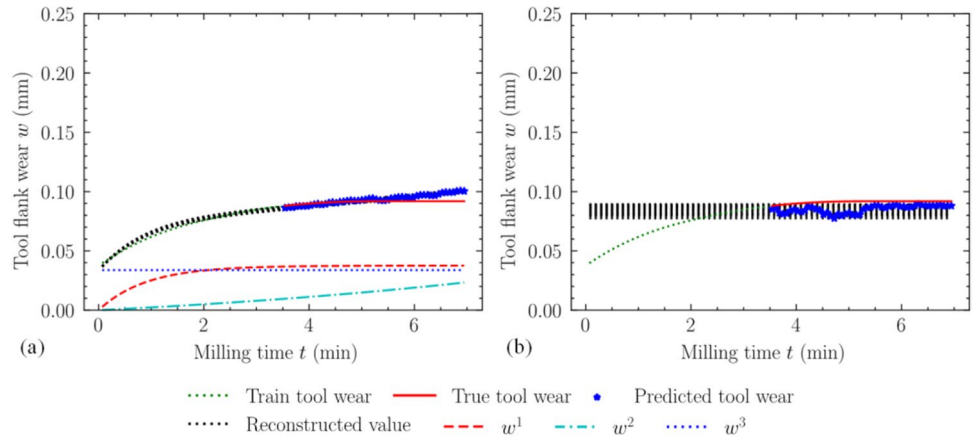 0.25
0.20
0.15
0.10
0.05
0.00
Tool flank wear w (mm)
0 2 4 6
Milling time t (min)
(a)
0.25
0.20
0.15
0.10
0.05
0.00
Tool flank wear w (mm)
0 2 4 6
Milling time t (min)
(b)
Train tool wear True tool wear Predicted tool wear
Reconstructed value w¹ w² w³